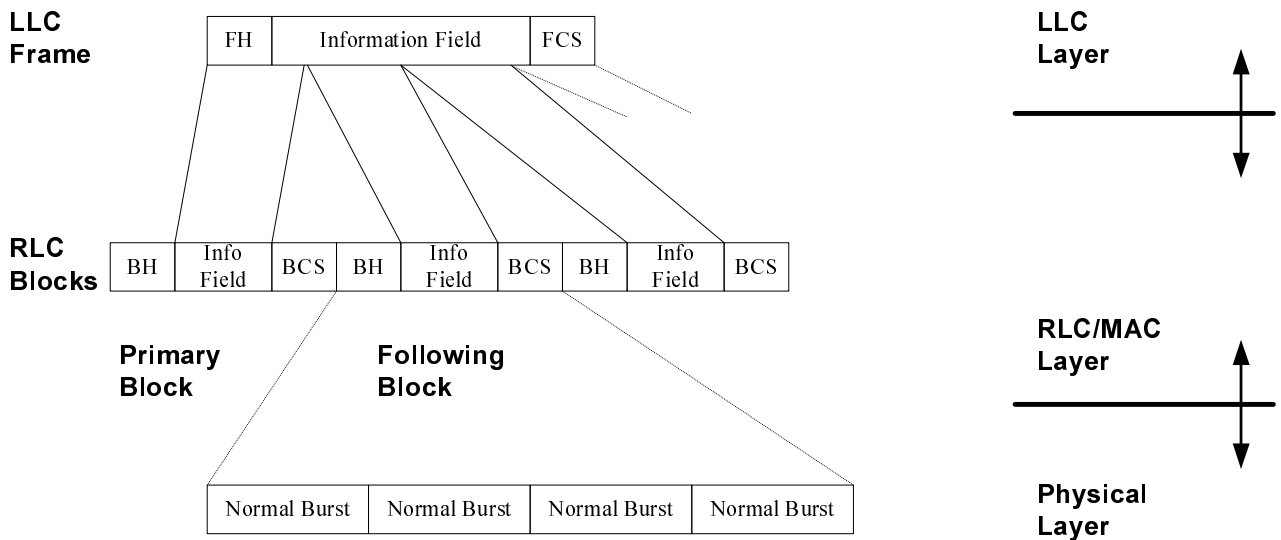 LLC
Frame
FH
Information Field
FCS
LLC
Layer
RLC
Blocks
BH
Info
Field
BCS
BH
Info
Field
BCS
BH
Info
Field
BCS
Primary
Block
Following
Block
RLC/MAC
Layer
Normal Burst
Normal Burst
Normal Burst
Normal Burst
Physical
Layer